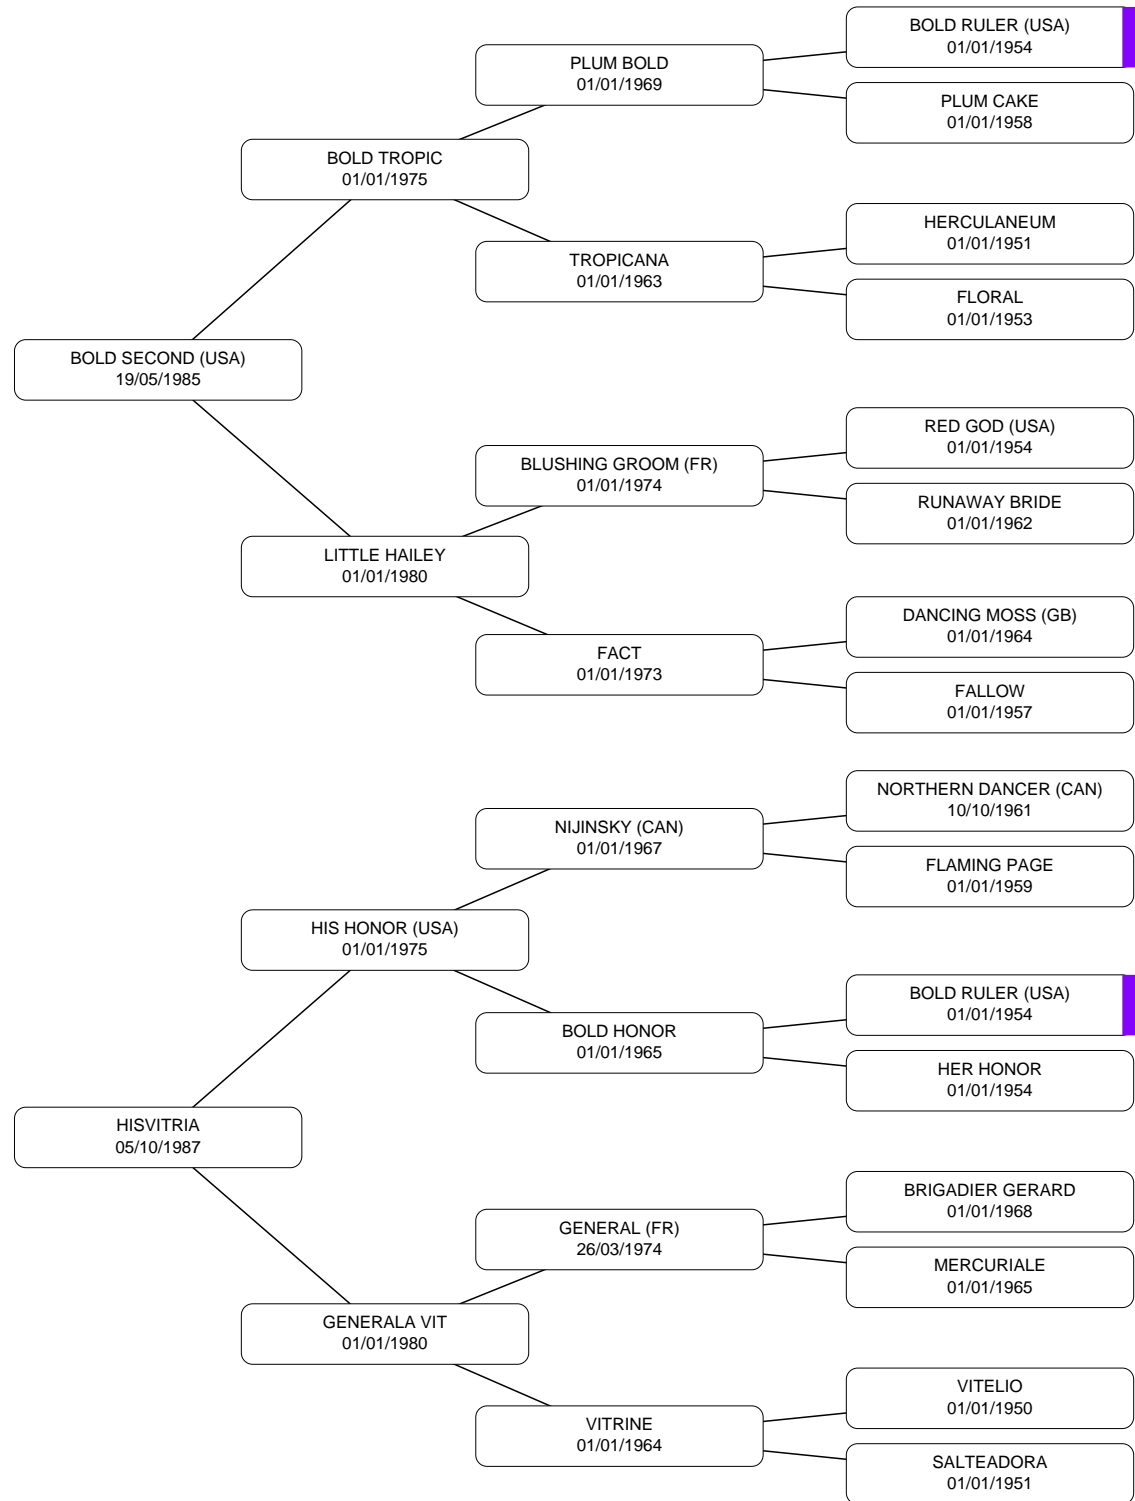 BOLD RULER (USA)
01/01/1954
PLUM BOLD
01/01/1969
PLUM CAKE
01/01/1958
BOLD TROPIC
01/01/1975
HERCULANEUM
01/01/1951
TROPICANA
01/01/1963
FLORAL
01/01/1953
BOLD SECOND (USA)
19/05/1985
RED GOD (USA)
01/01/1954
BLUSHING GROOM (FR)
01/01/1974
RUNAWAY BRIDE
01/01/1962
LITTLE HAILEY
01/01/1980
DANCING MOSS (GB)
01/01/1964
FACT
01/01/1973
FALLOW
01/01/1957
NORTHERN DANCER (CAN)
10/10/1961
NIJINSKY (CAN)
01/01/1967
FLAMING PAGE
01/01/1959
HIS HONOR (USA)
01/01/1975
BOLD RULER (USA)
01/01/1954
BOLD HONOR
01/01/1965
HER HONOR
01/01/1954
HISVITRIA
05/10/1987
BRIGADIER GERARD
01/01/1968
GENERAL (FR)
26/03/1974
MERCURIALE
01/01/1965
GENERALA VIT
01/01/1980
VITELIO
01/01/1950
VITRINE
01/01/1964
SALTEADORA
01/01/1951